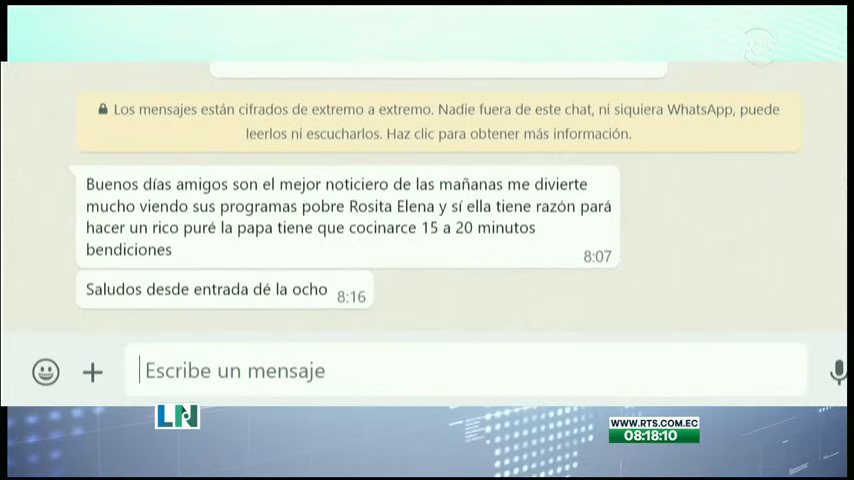 Los mensajes están cifrados de extremo a extremo. Nadie fuera de este chat, ni siquiera WhatsApp, puede
leerlos ni escucharlos. Haz clic para obtener más información.
Buenos días amigos son el mejor noticiero de las mañanas me divierte
mucho viendo sus programas pobre Rosita Elena y sí ella tiene razón pará
hacer un rico puré la papa tiene que cocinarce 15 a 20 minutos
bendiciones
8:07
Saludos desde entrada dé la ocho 8:16
Escribe un mensaje
LN
WWW.RTS.COM.EC
08:18:10